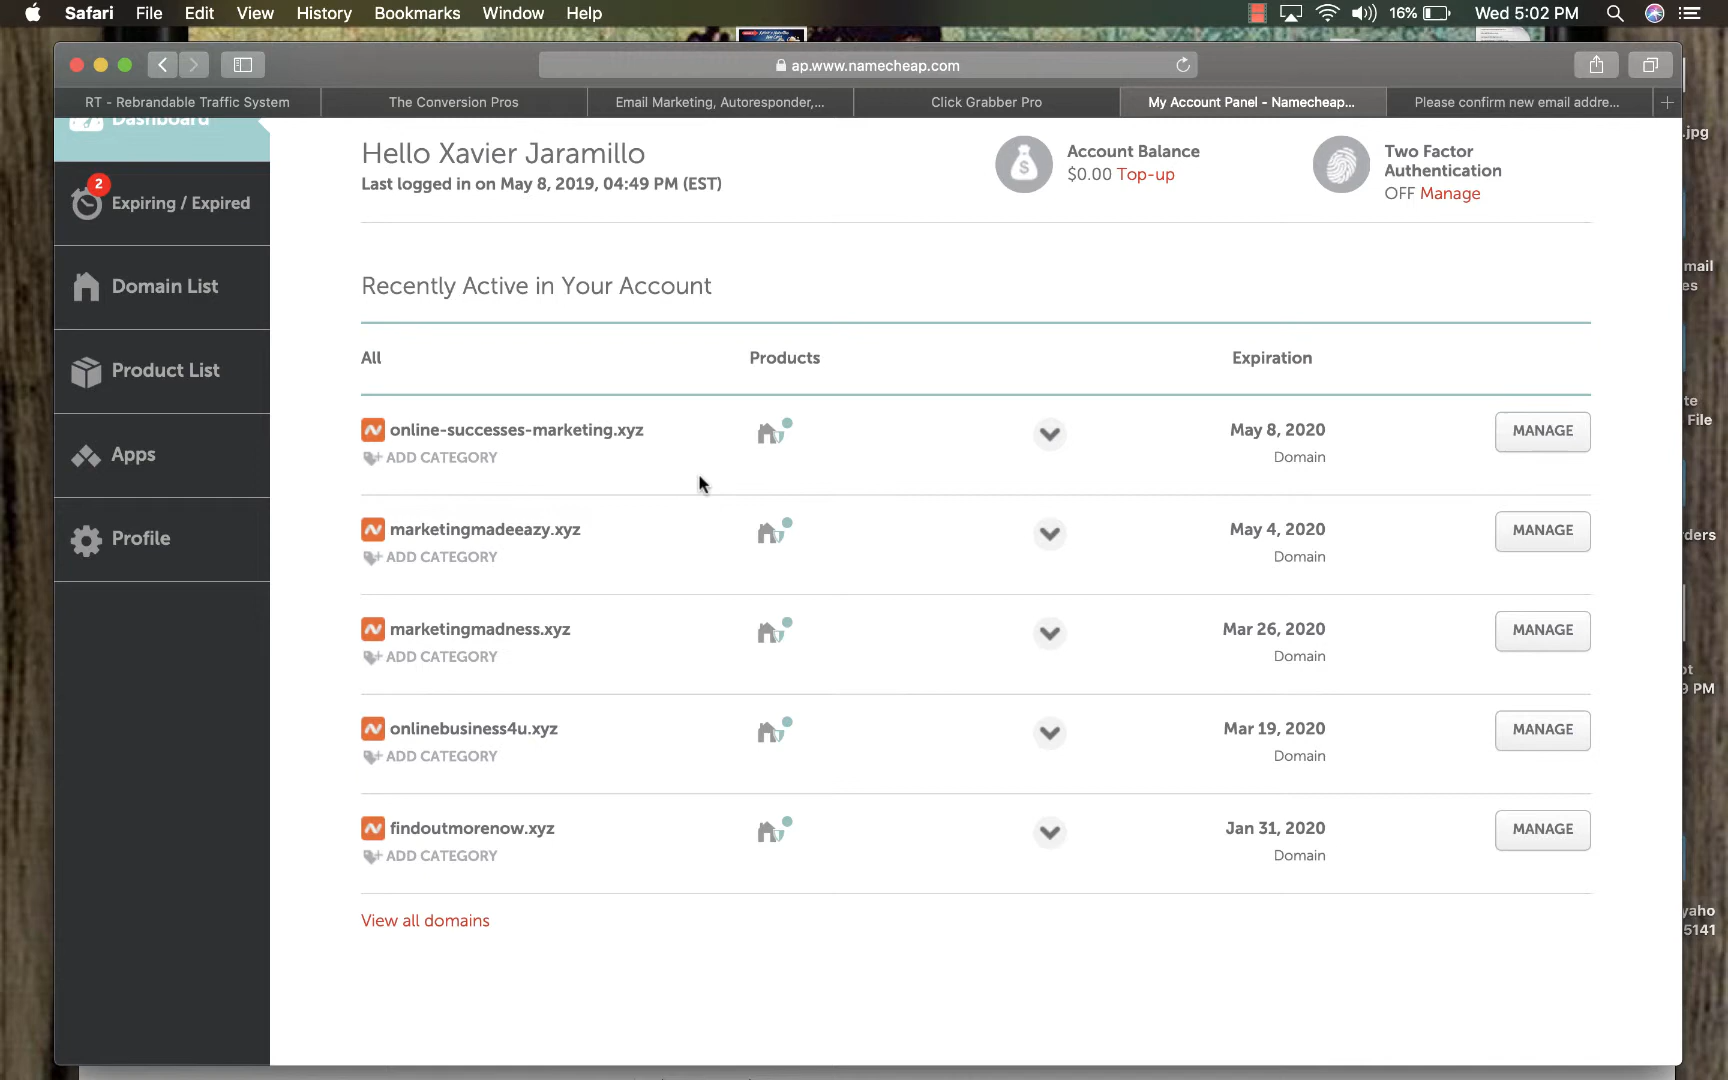 Safari File Edit View History Bookmarks Window Help 16% Wed 5:02 PM
ap.www.namecheap.com
RT - Rebrandable Traffic System The Conversion Pros Email Marketing, Autoresponder,... Click Grabber Pro My Account Panel - Namecheap... Please confirm new email addre...
Dashboard
2
Expiring / Expired
Domain List
Product List
Apps
Profile
Hello Xavier Jaramillo
Last logged in on May 8, 2019, 04:49 PM (EST)
Account Balance
$0.00 Top-up
Two Factor
Authentication
OFF Manage
Recently Active in Your Account
All Products Expiration
online-successes-marketing.xyz May 8, 2020 MANAGE
ADD CATEGORY Domain
marketingmadeeazy.xyz May 4, 2020 MANAGE
ADD CATEGORY Domain
marketingmadness.xyz Mar 26, 2020 MANAGE
ADD CATEGORY Domain
onlinebusiness4u.xyz Mar 19, 2020 MANAGE
ADD CATEGORY Domain
findoutmorenow.xyz Jan 31, 2020 MANAGE
ADD CATEGORY Domain
View all domains
.jpg
mail
es
te
File
rders
ot
9 PM
yaho
5141